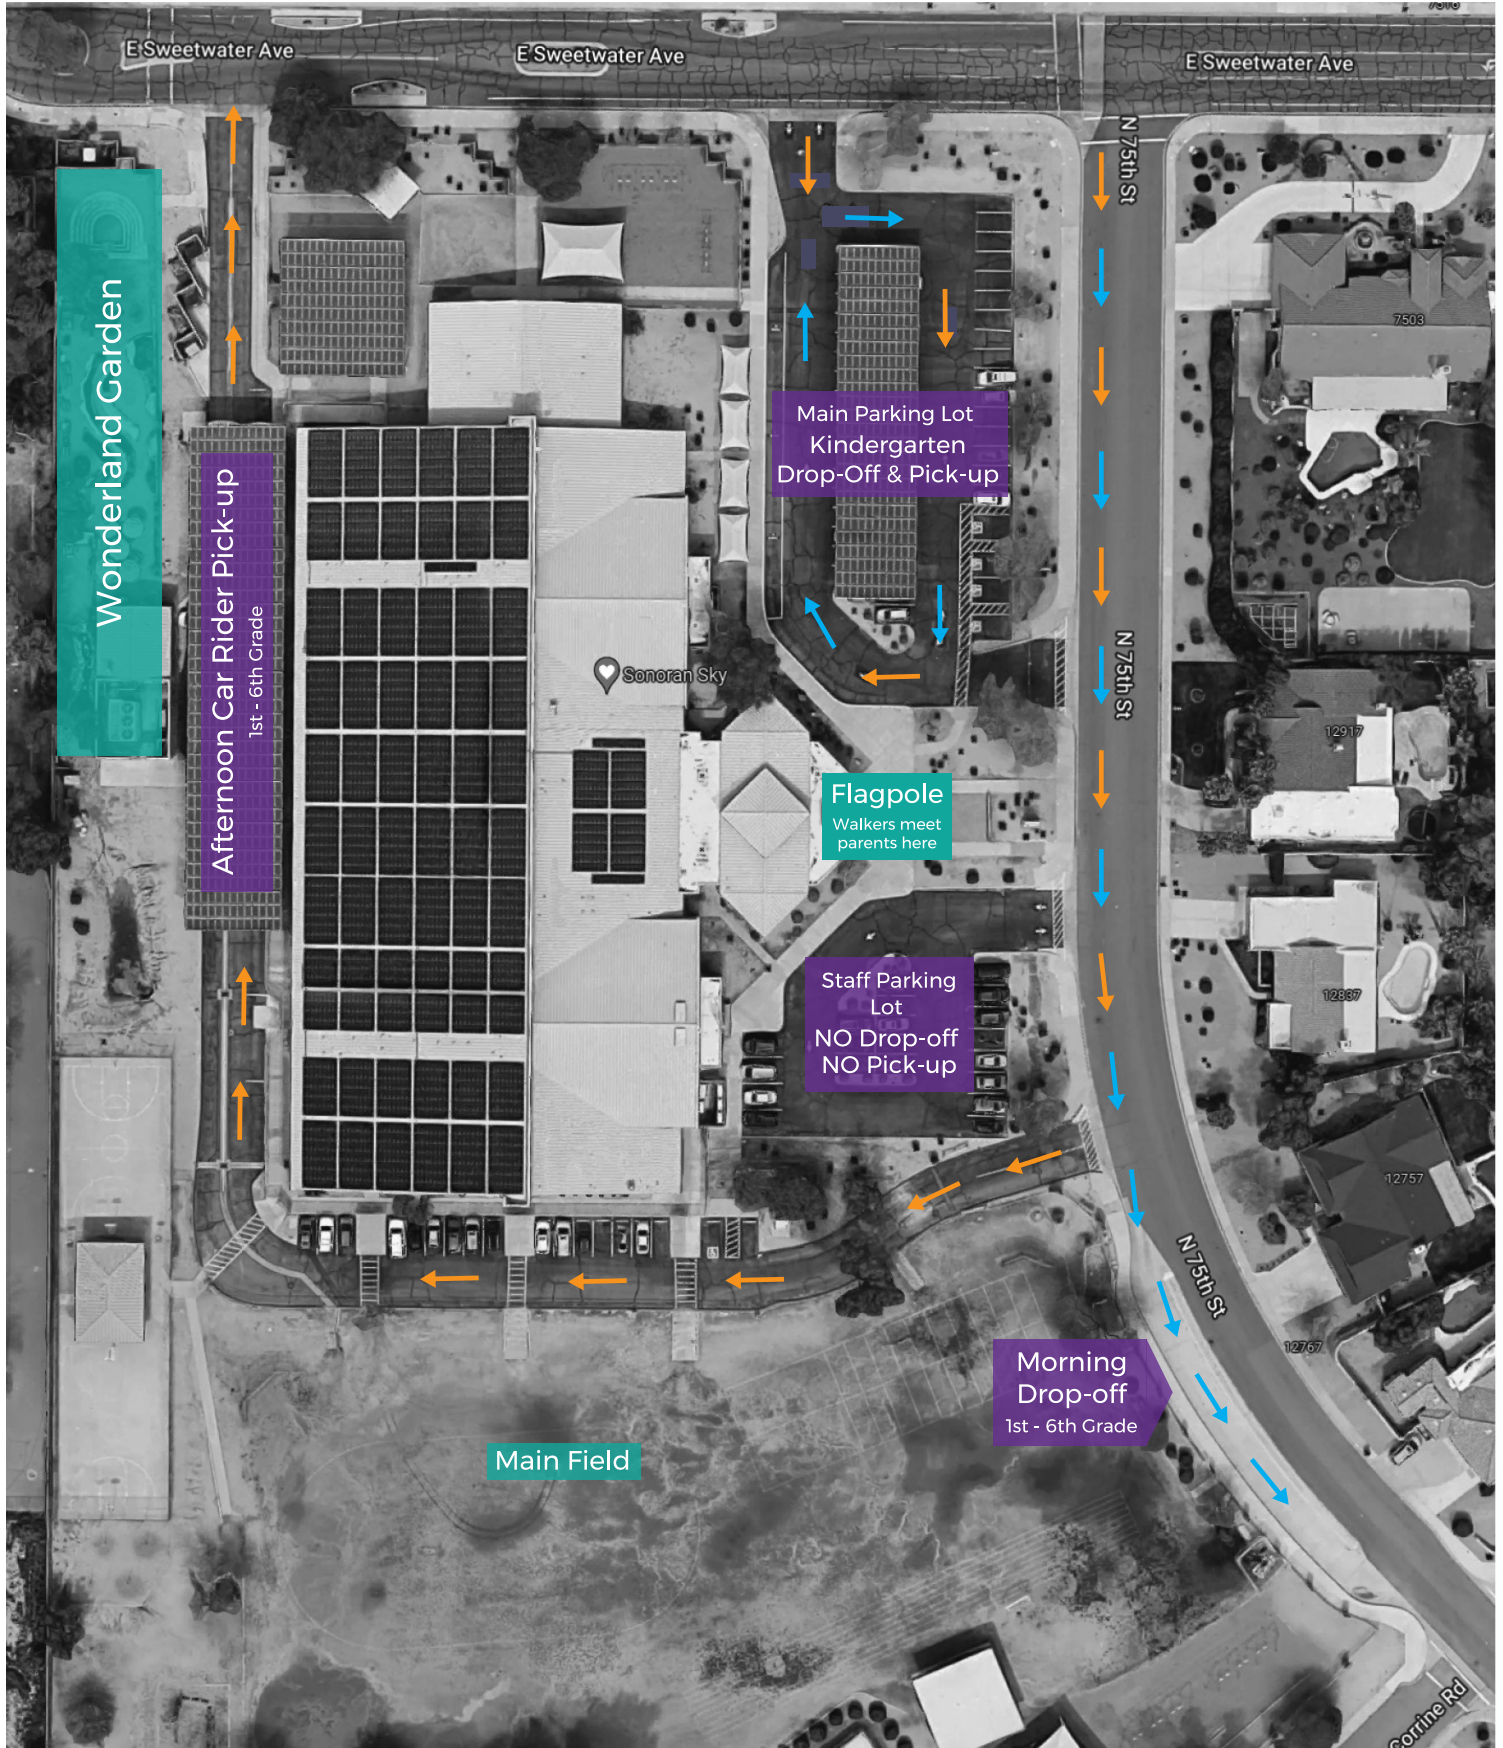 E Sweetwater Ave
E Sweetwater Ave
E Sweetwater Ave
N 75th St
Wonderland Garden
7503
Main Parking Lot
Kindergarten
Drop-Off & Pick-up
Afternoon Car Rider Pick-up
1st - 6th Grade
Sonoran Sky
N 75th St
12917
Flagpole
Walkers meet
parents here
Staff Parking
Lot
NO Drop-off
NO Pick-up
12837
12757
N 75th St
12767
Morning
Drop-off
1st - 6th Grade
Main Field
Corrine Rd